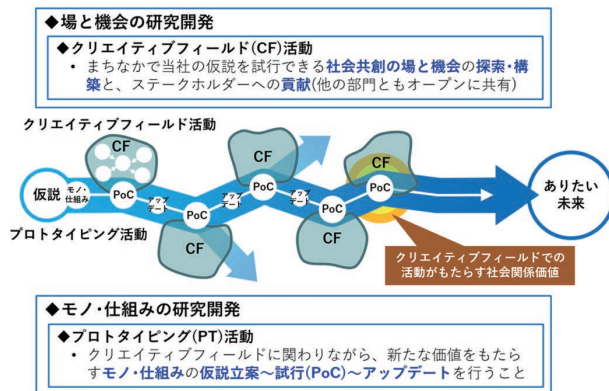 ◆場と機会の研究開発
◆クリエイティブフィールド(CF)活動
• まちなかで当社の仮説を試行できる社会共創の場と機会の探索・構
築と、ステークホルダーへの貢献(他の部門ともオープンに共有)
クリエイティブフィールド活動
CF
CF
CF
仮説
モノ・
仕組み
PoC
アップ
デート
PoC
アップ
デート
PoC
アップ
デート
PoC
PoC
ありたい
未来
プロトタイピング活動
CF
CF
クリエイティブフィールドでの
活動がもたらす社会関係価値
◆モノ・仕組みの研究開発
◆プロトタイピング(PT)活動
• クリエイティブフィールドに関わりながら、新たな価値をもたら
すモノ・仕組みの仮説立案～試行(PoC)～アップデートを行うこと